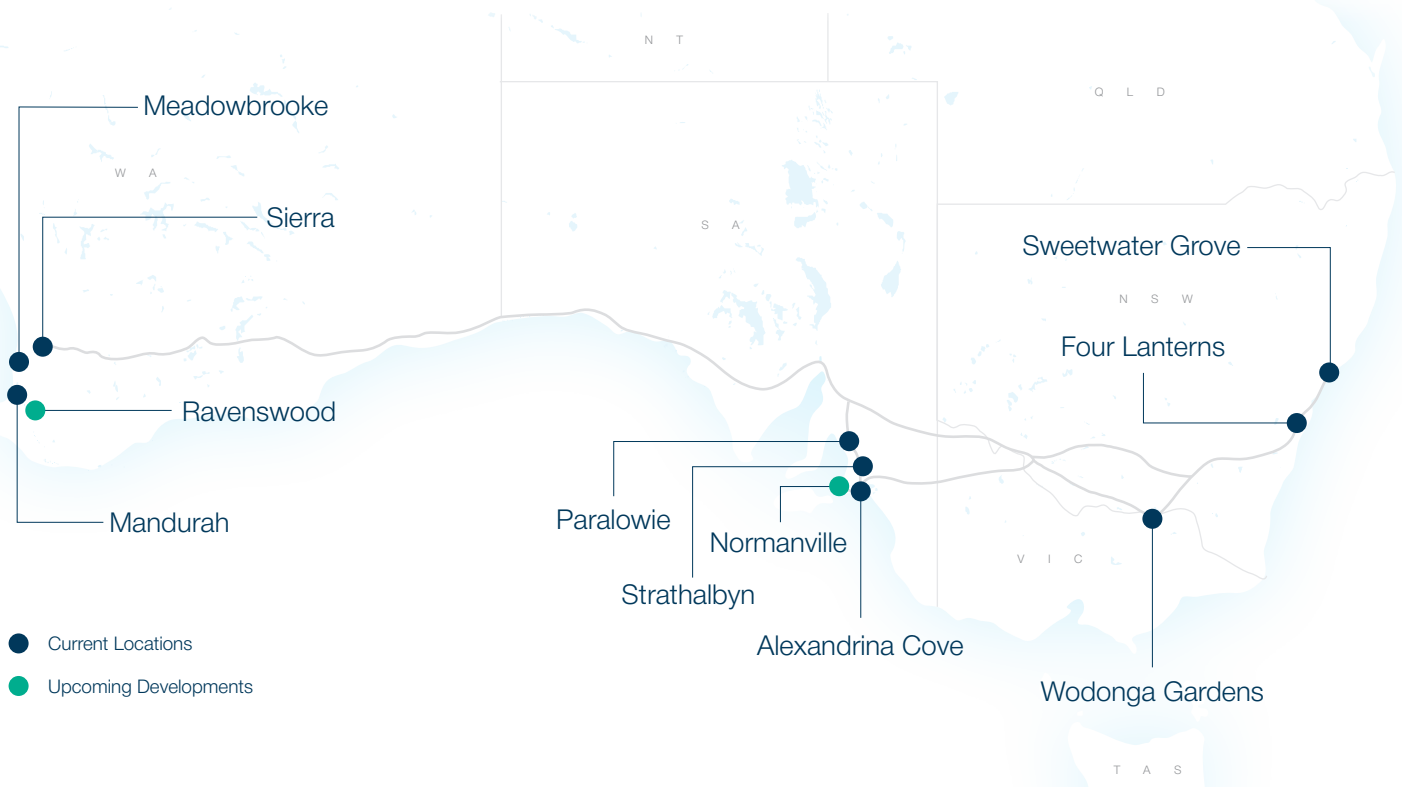 N T
Q L D
Meadowbrooke
W A
Sierra
S A
Sweetwater Grove
N S W
Four Lanterns
Ravenswood
Paralowie
Mandurah
Normanville
V I C
Strathalbyn
Alexandrina Cove
Current Locations
Upcoming Developments
Wodonga Gardens
T A S